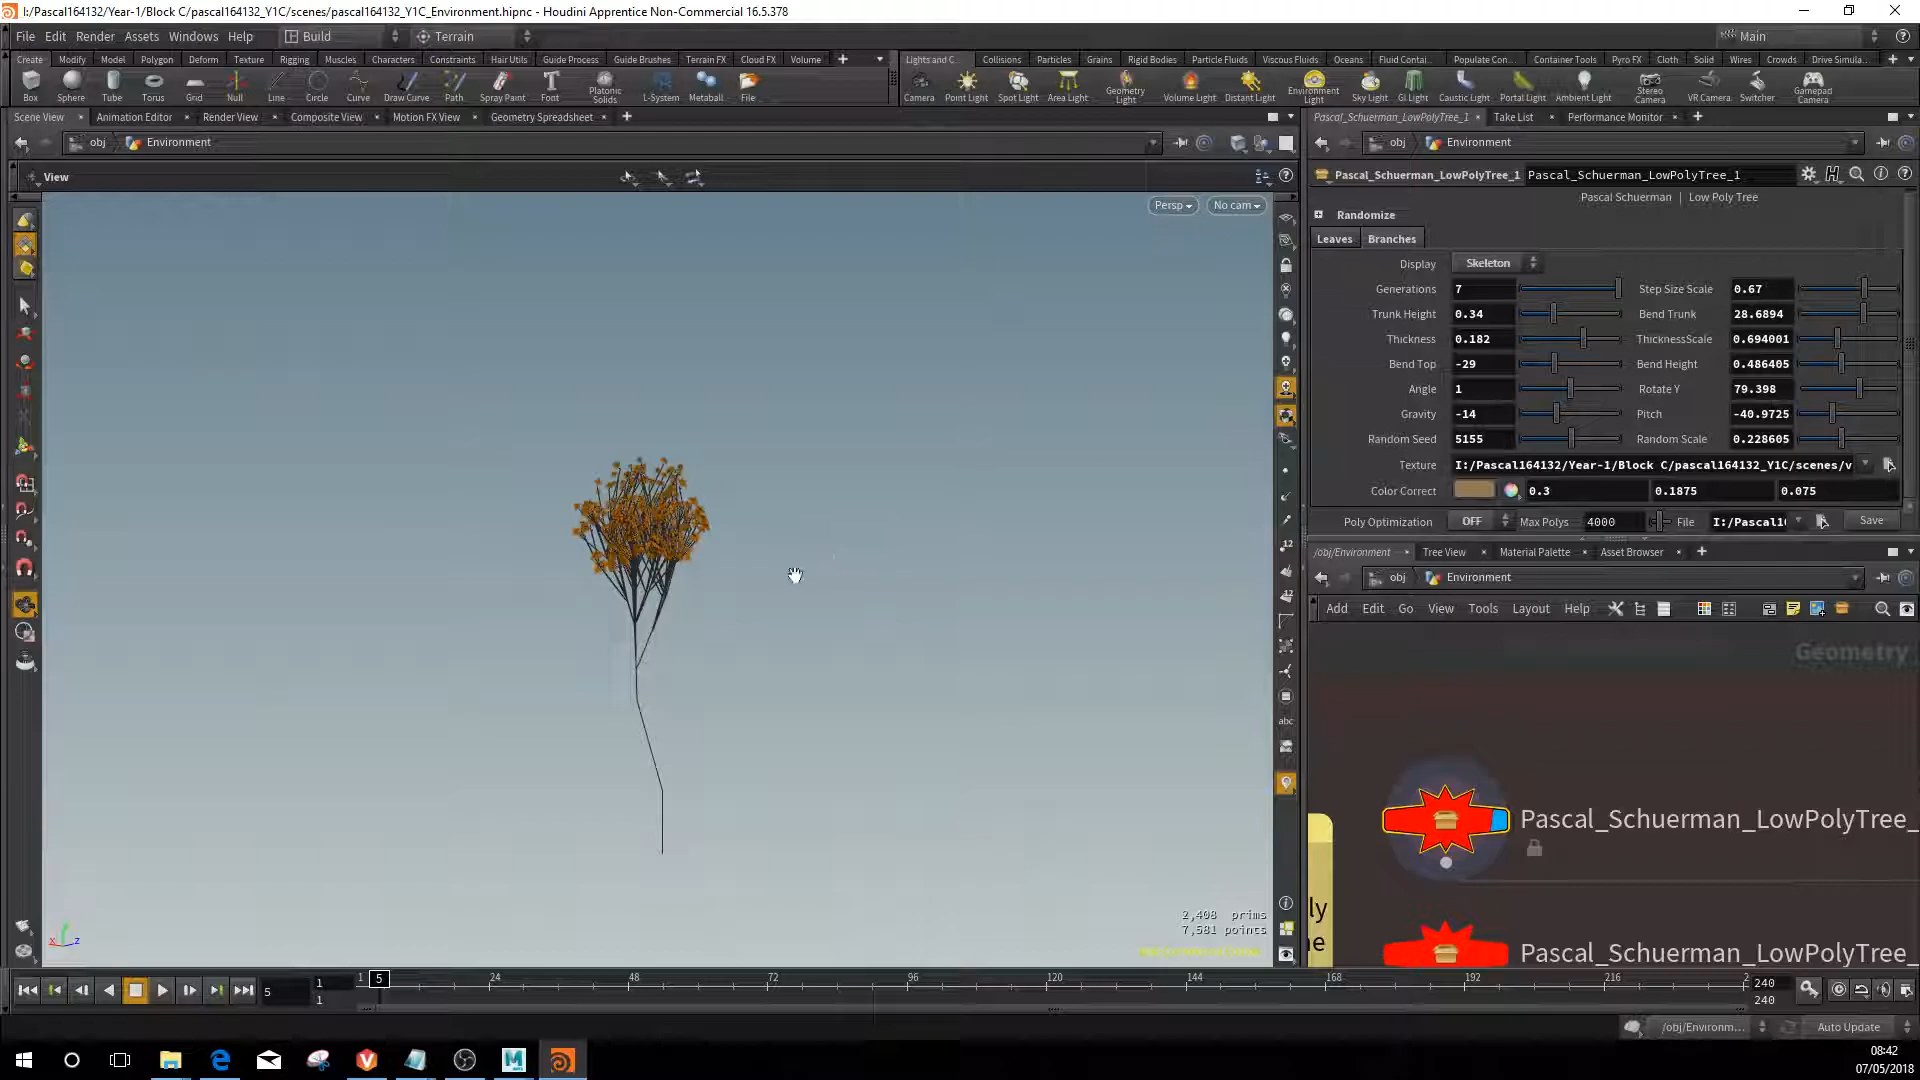 I:/Pascal164132/Year-1/Block C/pascal164132_Y1C/scenes/pascal164132_Y1C_Environment.hipnc - Houdini Apprentice Non-Commercial 16.5.378
File Edit Render Assets Windows Help Build Terrain Main
Create Modify Model Polygon Deform Texture Rigging Muscles Characters Constraints Hair Utils Guide Process Guide Brushes Terrain FX Cloud FX Volume
Lights and C... Collisions Particles Grains Rigid Bodies Particle Fluids Viscous Fluids Oceans Fluid Contai... Populate Con... Container Tools Pyro FX Cloth Solid Wires Crowds Drive Simula...
Box Sphere Tube Torus Grid Null Line Circle Curve Draw Curve Path Spray Paint Font Platonic Solids L-System Metaball File
Camera Point Light Spot Light Area Light Geometry Light Volume Light Distant Light Environment Light Sky Light GI Light Caustic Light Portal Light Ambient Light Stereo Camera VR Camera Switcher Gamepad Camera
Scene View Animation Editor Render View Composite View Motion FX View Geometry Spreadsheet
Pascal_Schuerman_LowPolyTree_1 Take List Performance Monitor
obj Environment
obj Environment
View
Persp No cam
Pascal_Schuerman_LowPolyTree_1 Pascal_Schuerman_LowPolyTree_1
Pascal Schuerman | Low Poly Tree
Randomize
Leaves Branches
Display Skeleton
Generations 7 Step Size Scale 0.67
Trunk Height 0.34 Bend Trunk 28.6894
Thickness 0.182 ThicknessScale 0.694001
Bend Top -29 Bend Height 0.486405
Angle 1 Rotate Y 79.398
Gravity -14 Pitch -40.9725
Random Seed 5155 Random Scale 0.228605
Texture I:/Pascal164132/Year-1/Block C/pascal164132_Y1C/scenes/v
Color Correct 0.3 0.1875 0.075
Poly Optimization OFF Max Polys 4000 File I:/Pascal1 Save
/obj/Environment Tree View Material Palette Asset Browser
obj Environment
Add Edit Go View Tools Layout Help
Geometry
Pascal_Schuerman_LowPolyTree_
Pascal_Schuerman_LowPolyTree_
ly
ne
12
12
abc
2,408 prims
7,581 points
x z
5 1 1
1 5 24 48 72 96 120 144 168 192 216 2
240
240
/obj/Environm... Auto Update
08:42
07/05/2018